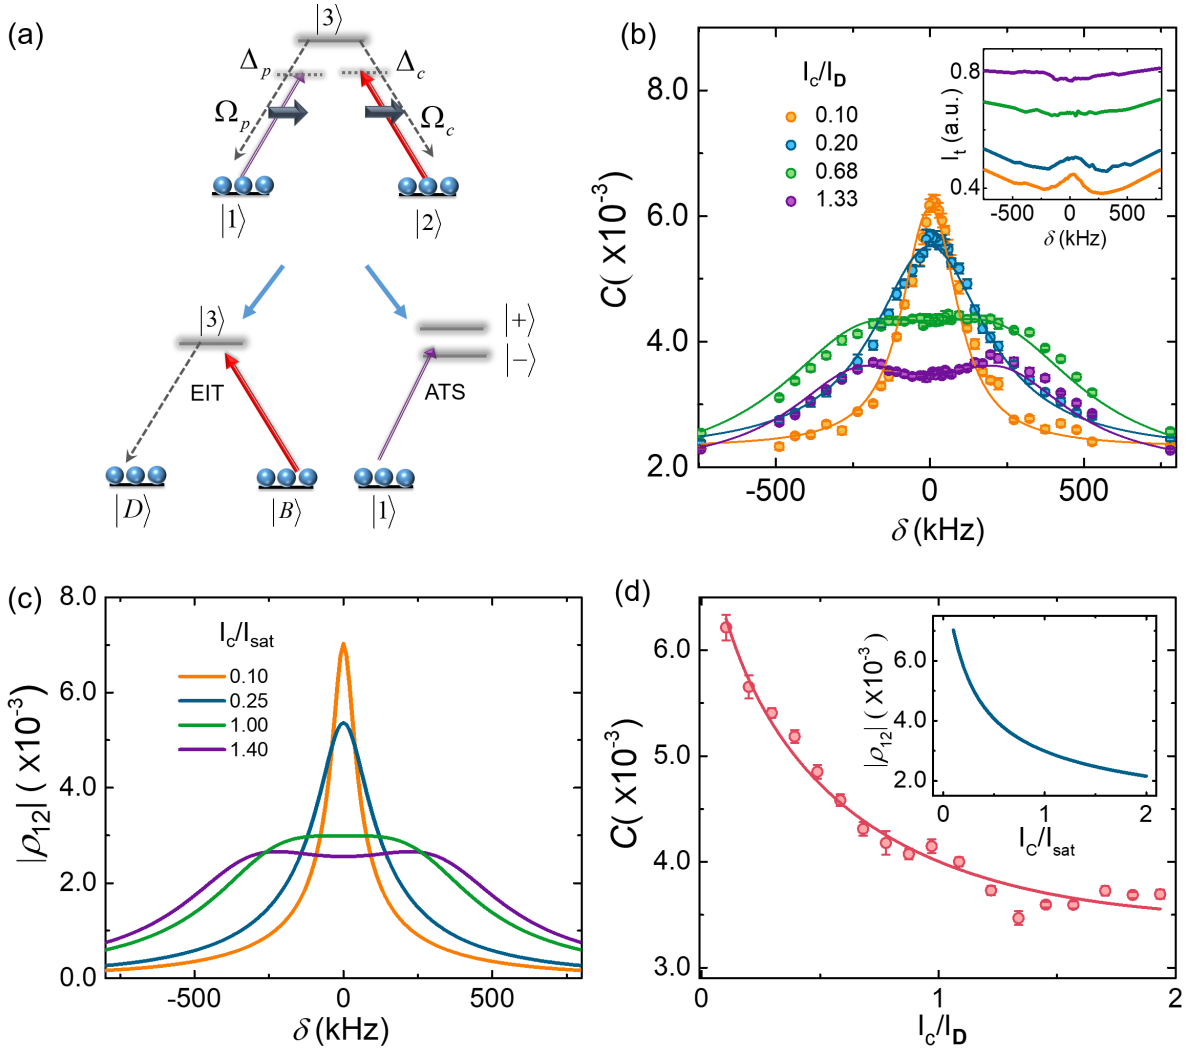 (a)
|3⟩
Δp
Δc
Ωp
Ωc
|1⟩
|2⟩
|3⟩
|+⟩
|−⟩
EIT
ATS
|D⟩
|B⟩
|1⟩
(b)
C( x10⁻³)
8.0
6.0
4.0
2.0
Ic/ID
0.10
0.20
0.68
1.33
It (a.u.)
0.8
0.4
-500 0 500
δ (kHz)
-500 0 500
δ (kHz)
(c)
|ρ12| ( x10⁻³)
8.0
6.0
4.0
2.0
0.0
Ic/Isat
0.10
0.25
1.00
1.40
-500 0 500
δ (kHz)
(d)
C( x10⁻³)
6.0
5.0
4.0
3.0
|ρ12| ( x10⁻³)
6.0
4.0
2.0
0 1 2
IC/Isat
0 1 2
Ic/ID